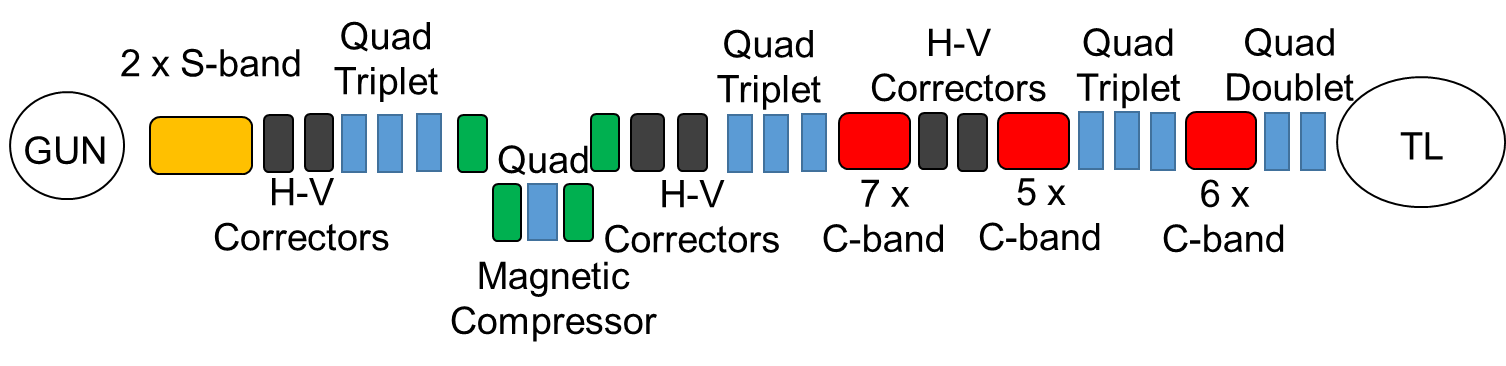 GUN
2 x S-band
H-V
Correctors
Quad
Triplet
Quad
Magnetic
Compressor
H-V
Correctors
Quad
Triplet
7 x
C-band
H-V
Correctors
5 x
C-band
Quad
Triplet
6 x
C-band
Quad
Doublet
TL